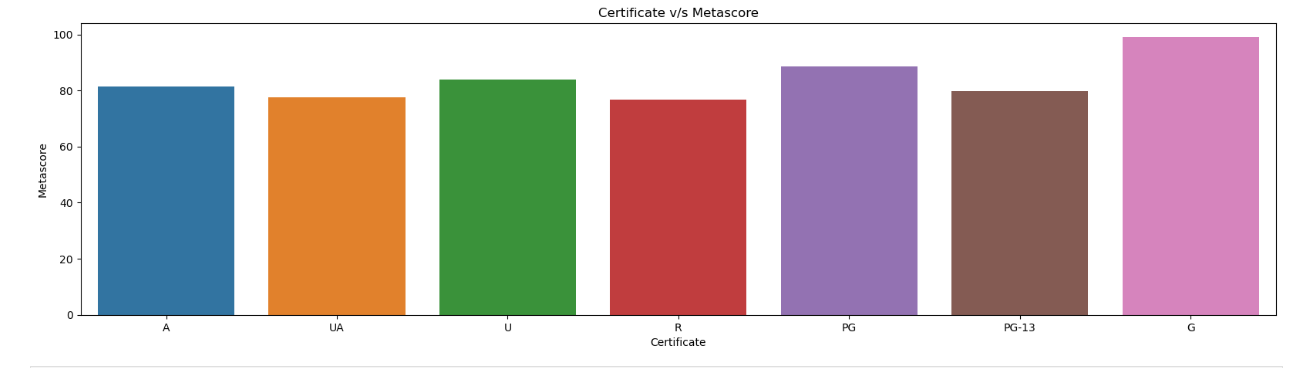 Certificate v/s Metascore
100
80
60
40
20
0
Metascore
A UA U R PG PG-13 G
Certificate